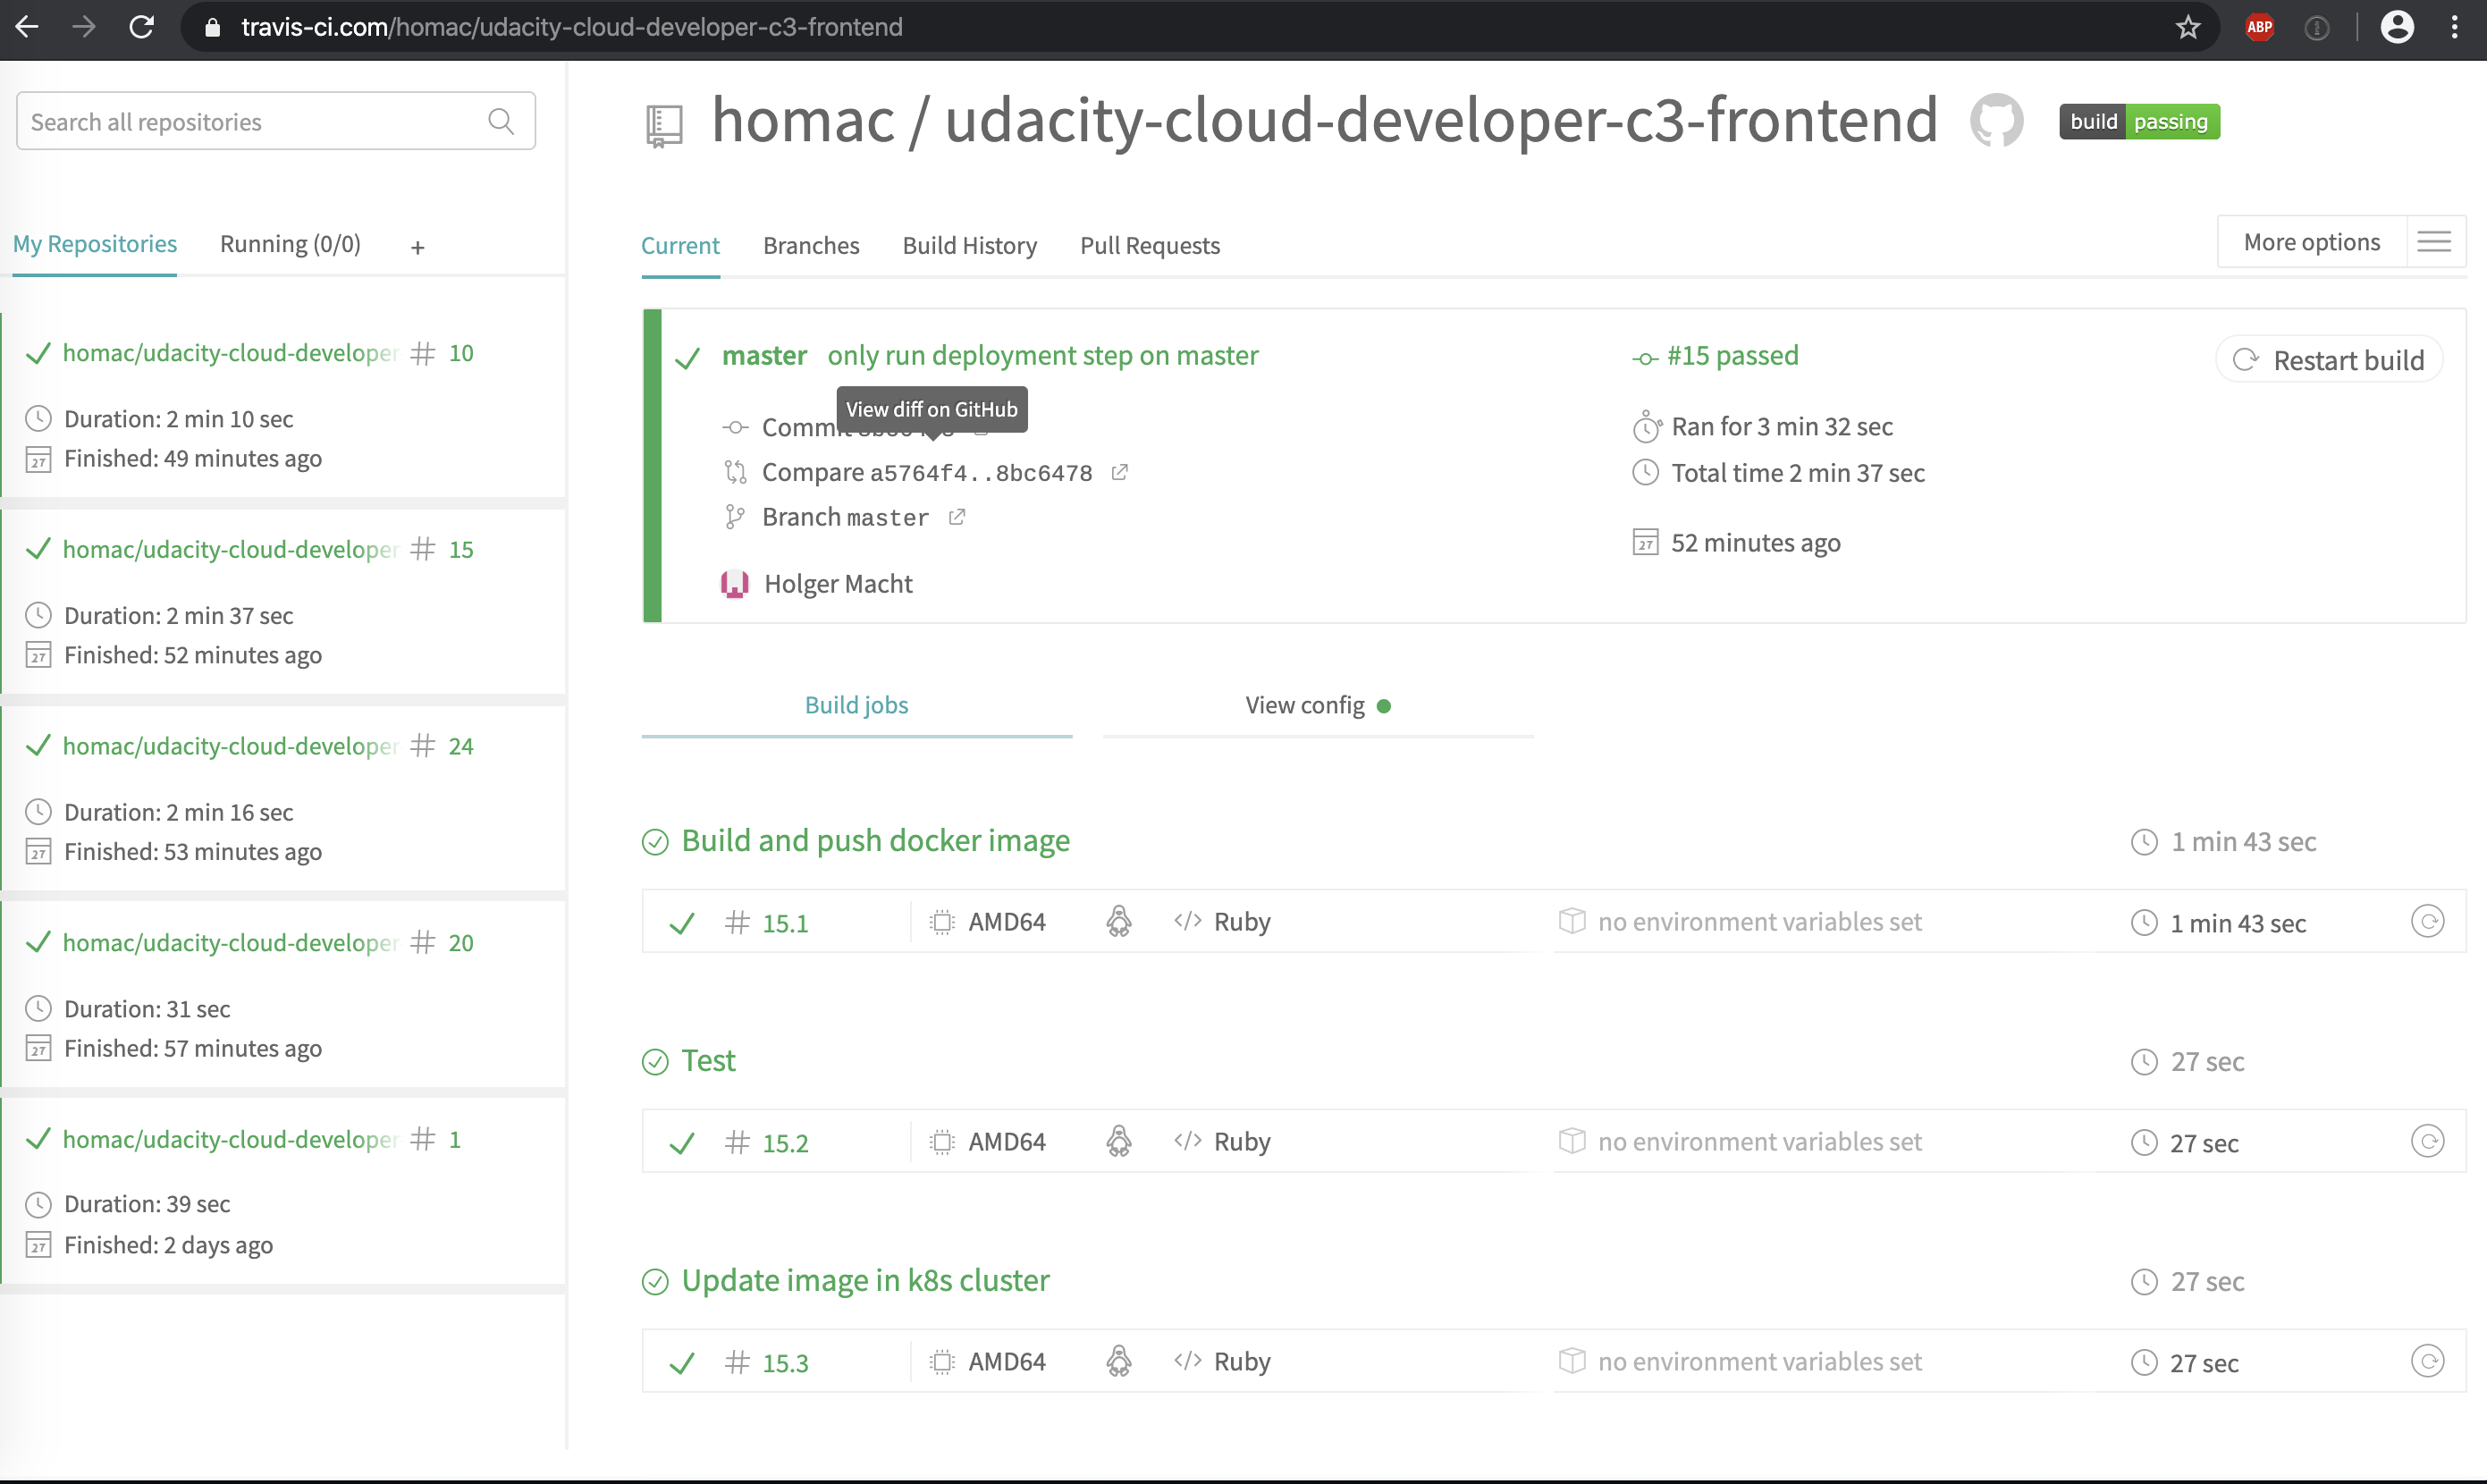 travis-ci.com/homac/udacity-cloud-developer-c3-frontend
ABP
Search all repositories
My Repositories
Running (0/0)
+
homac/udacity-cloud-developer # 10
Duration: 2 min 10 sec
27 Finished: 49 minutes ago
homac/udacity-cloud-developer # 15
Duration: 2 min 37 sec
27 Finished: 52 minutes ago
homac/udacity-cloud-developer # 24
Duration: 2 min 16 sec
27 Finished: 53 minutes ago
homac/udacity-cloud-developer # 20
Duration: 31 sec
27 Finished: 57 minutes ago
homac/udacity-cloud-developer # 1
Duration: 39 sec
27 Finished: 2 days ago
homac / udacity-cloud-developer-c3-frontend
build passing
Current
Branches
Build History
Pull Requests
More options
master only run deployment step on master
View diff on GitHub
Commit
Compare a5764f4..8bc6478
Branch master
Holger Macht
#15 passed
Ran for 3 min 32 sec
Total time 2 min 37 sec
27 52 minutes ago
Restart build
Build jobs
View config
Build and push docker image
1 min 43 sec
# 15.1 AMD64 </> Ruby no environment variables set 1 min 43 sec
Test
27 sec
# 15.2 AMD64 </> Ruby no environment variables set 27 sec
Update image in k8s cluster
27 sec
# 15.3 AMD64 </> Ruby no environment variables set 27 sec